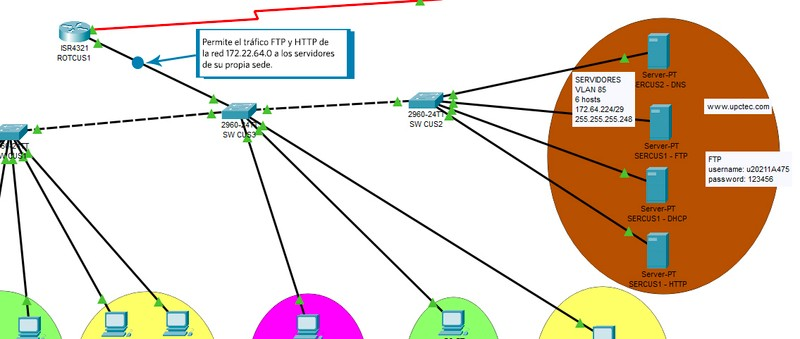 ISR4321
ROTCUS1
Permite el tráfico FTP y HTTP de
la red 172.22.64.0 a los servidores
de su propia sede.
2960-24TT
SW CUS3
2960-24TT
SW CUS2
SW CUS1
SERVIDORES
VLAN 85
6 hosts
172.64.224/29
255.255.255.248
Server-PT
SERCUS2 - DNS
www.upctec.com
Server-PT
SERCUS1 - FTP
FTP
username: u20211A475
password: 123456
Server-PT
SERCUS1 - DHCP
Server-PT
SERCUS1 - HTTP